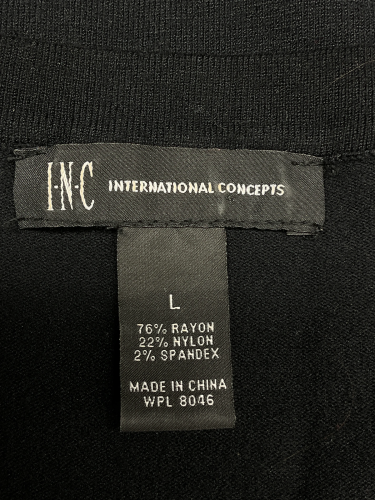 I·N·C INTERNATIONAL CONCEPTS
L
76% RAYON
22% NYLON
2% SPANDEX
MADE IN CHINA
WPL 8046